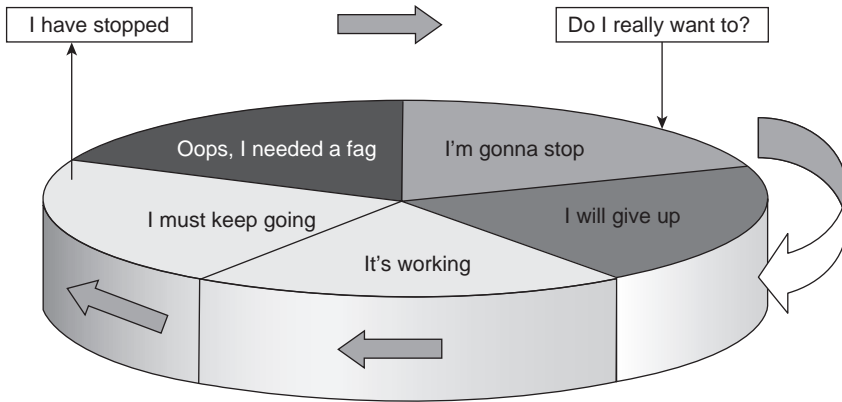 I have stopped
Do I really want to?
Oops, I needed a fag
I'm gonna stop
I must keep going
I will give up
It's working